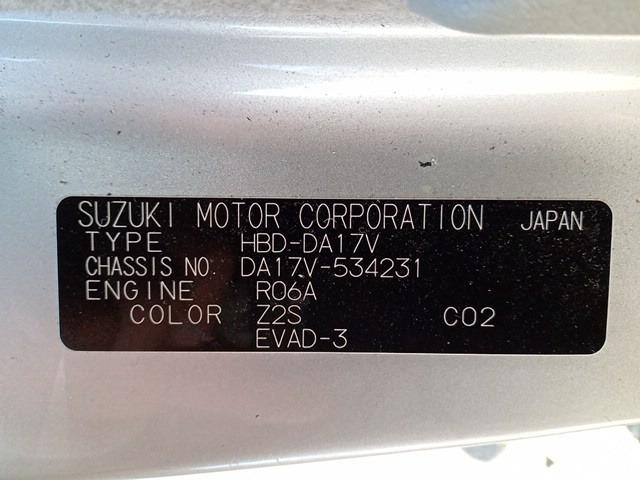 SUZUKI MOTOR CORPORATION JAPAN
TYPE HBD-DA17V
CHASSIS NO. DA17V-534231
ENGINE R06A
COLOR Z2S C02
EVAD-3